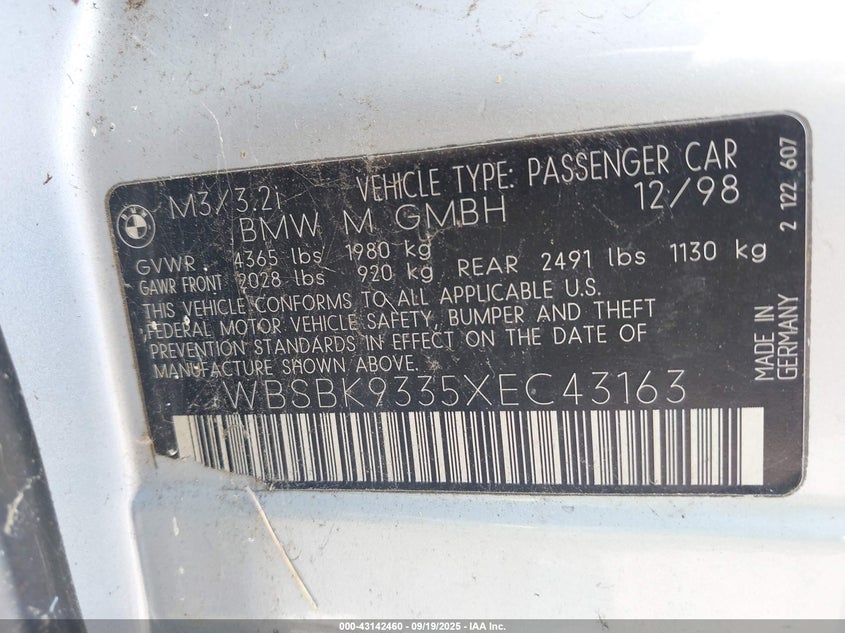 M3/3.2i VEHICLE TYPE: PASSENGER CAR
BMW M GMBH 12/98
GVWR 4365 lbs 1980 kg
GAWR FRONT 2028 lbs 920 kg REAR 2491 lbs 1130 kg
THIS VEHICLE CONFORMS TO ALL APPLICABLE U.S.
FEDERAL MOTOR VEHICLE SAFETY, BUMPER AND THEFT
PREVENTION STANDARDS IN EFFECT ON THE DATE OF
MANUFACTURE SHOWN ABOVE.
WBSBK9335XEC43163
MADE IN
GERMANY
2 122 607
BMW
000-43142460 - 09/19/2025 - IAA Inc.